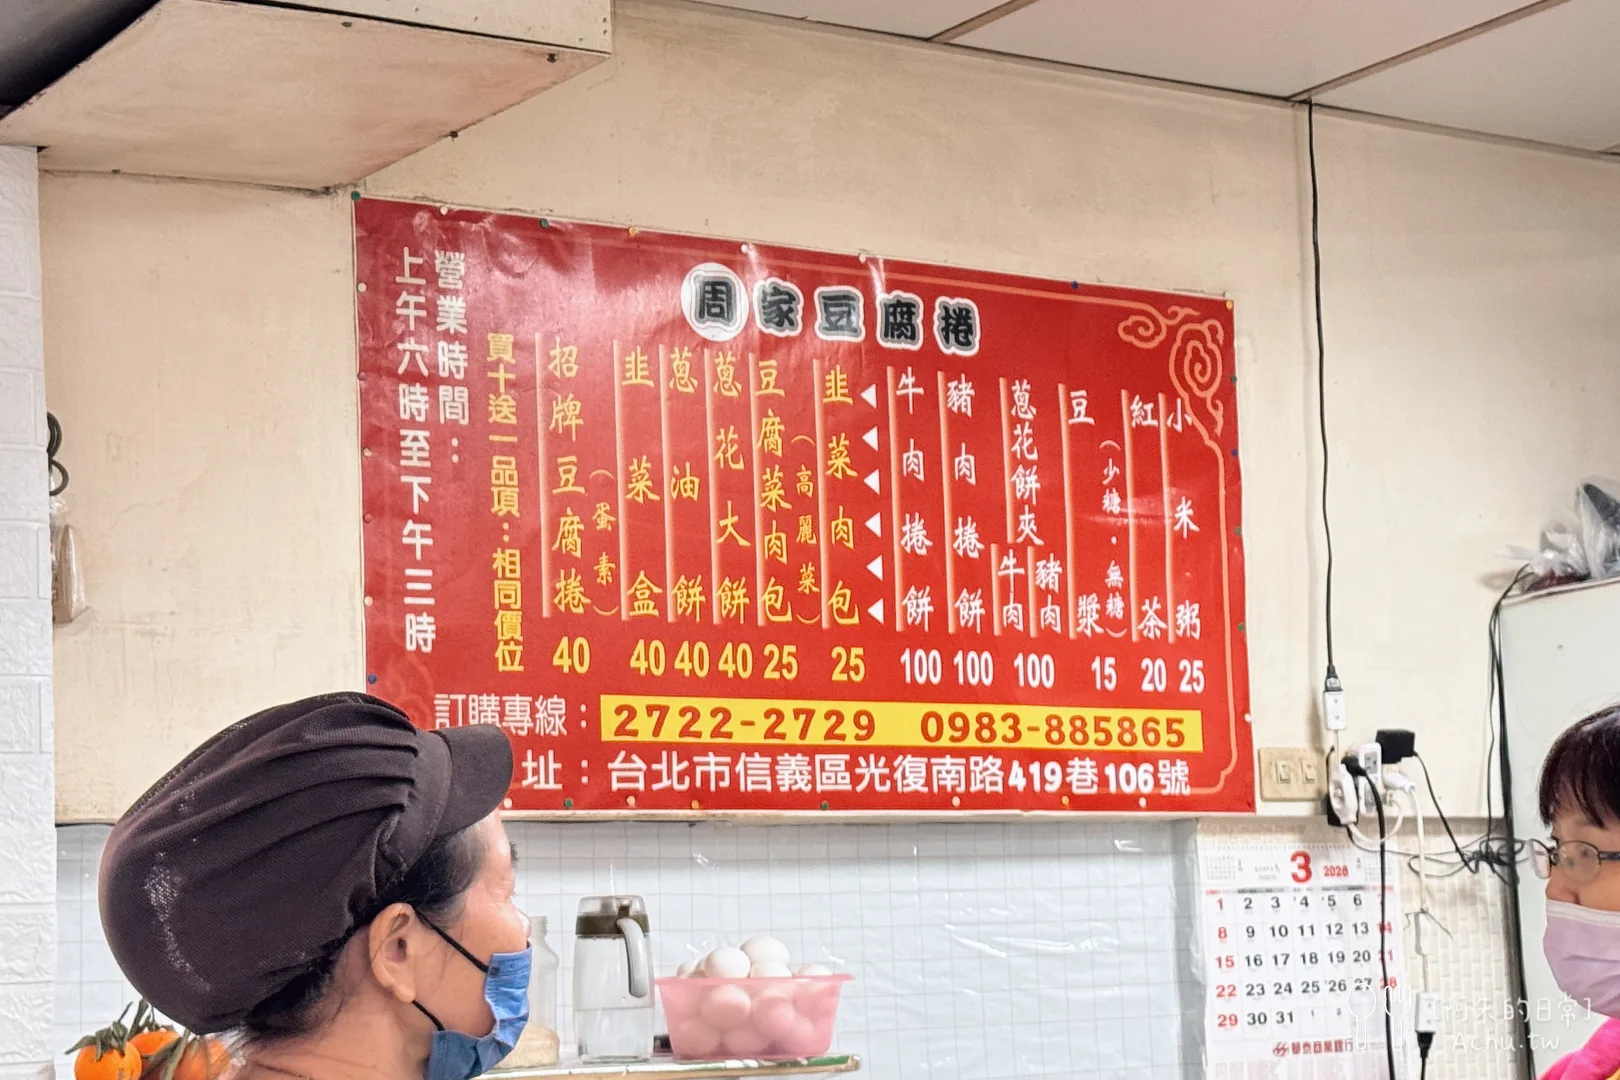 周家豆腐捲
營業時間：
上午六時至下午三時
買十送一品項：相同價位
招牌豆腐捲（蛋素） 40
韭菜盒 40
蔥油餅 40
蔥花大餅 40
豆腐菜肉包（高麗菜） 25
韭菜肉包 25
牛肉捲餅 100
豬肉捲餅 100
蔥花餅夾 牛肉 豬肉 100
豆漿（少糖．無糖） 15
紅茶 20
小米粥 25
訂購專線：2722-2729 0983-885865
址：台北市信義區光復南路419巷106號
3 2026
1 2 3 4 5 6 7
8 9 10 11 12 13 14
15 16 17 18 19 20 21
22 23 24 25 26 27 28
29 30 31 1 2
華泰商業銀行
[阿朱的日常]
Achu.tw